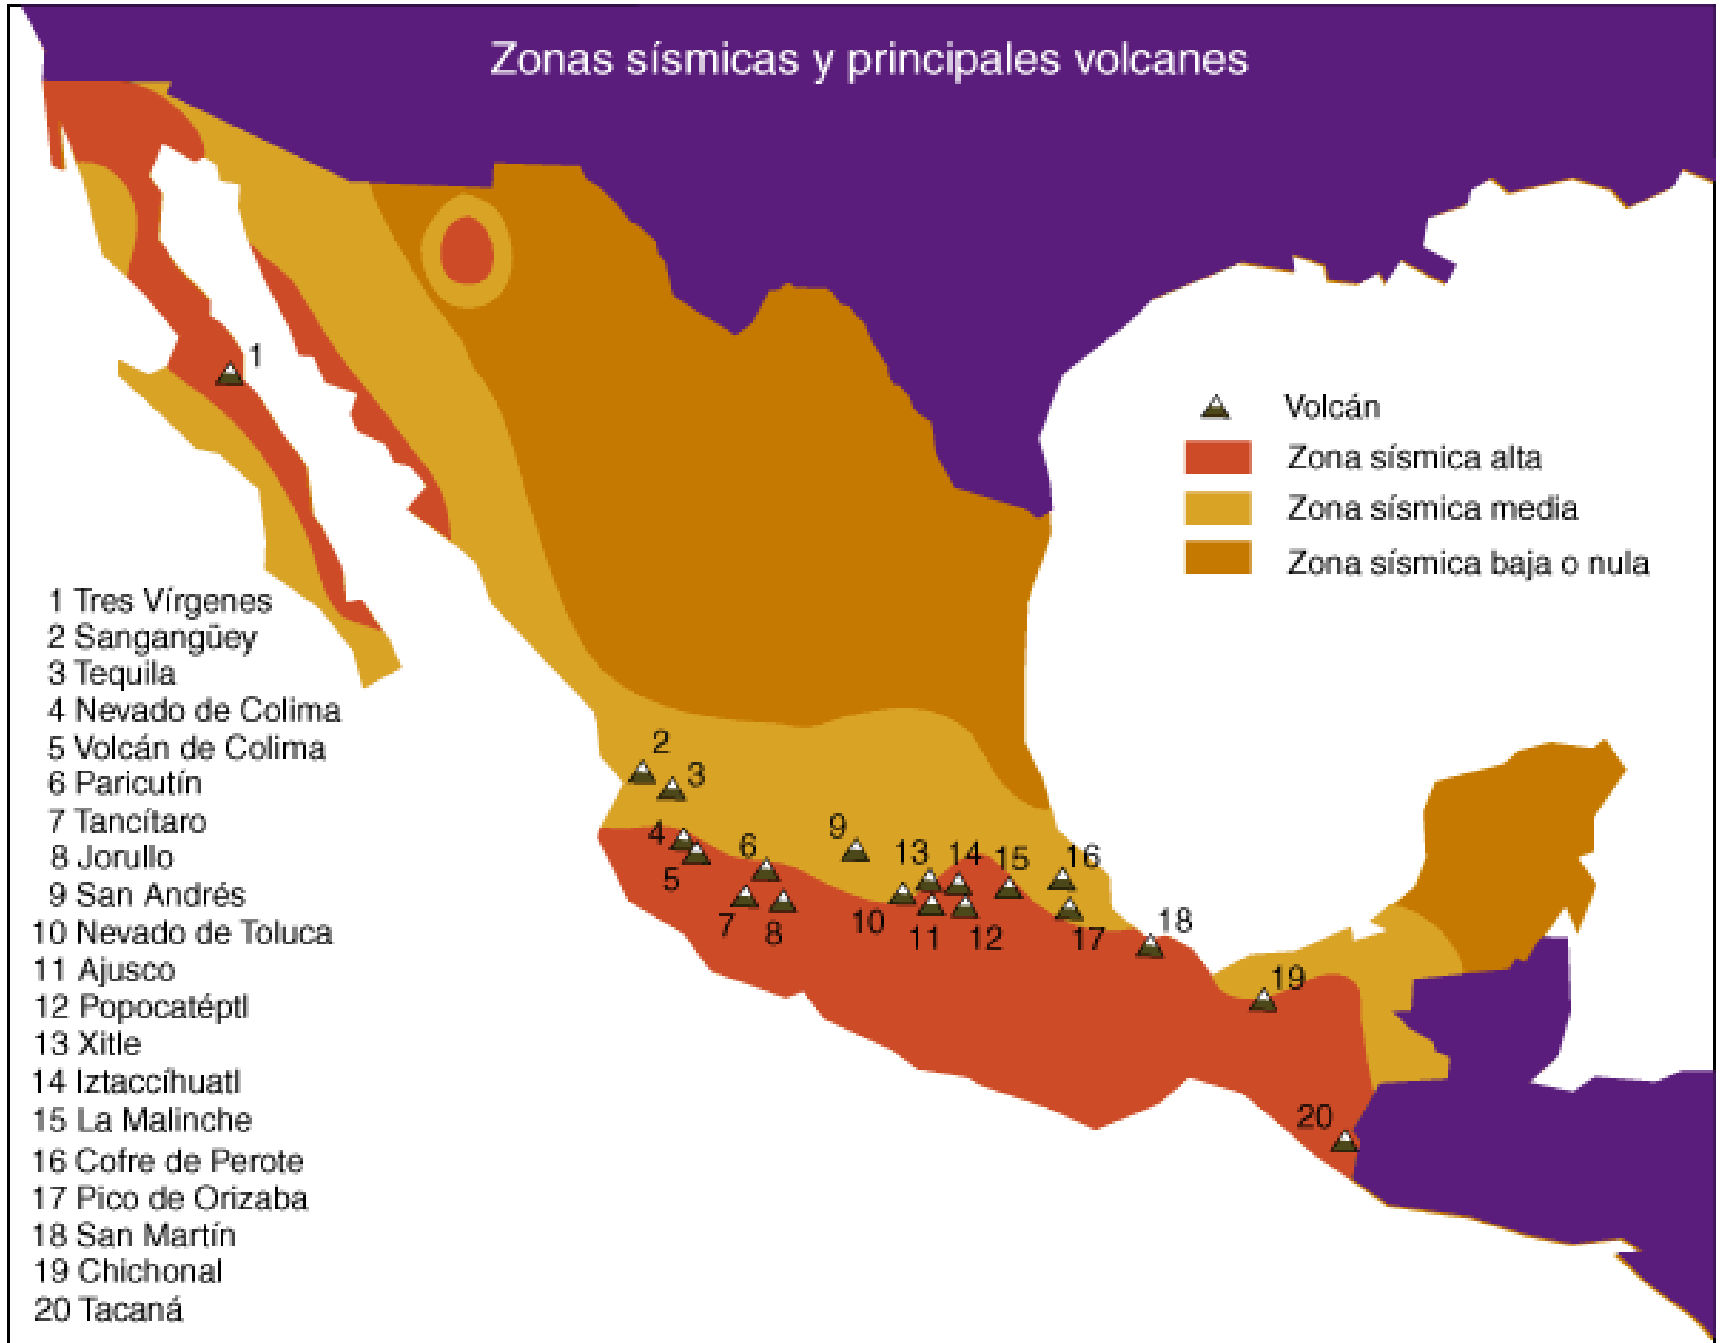 Zonas sísmicas y principales volcanes
Volcán
Zona sísmica alta
Zona sísmica media
Zona sísmica baja o nula
1 Tres Vírgenes
2 Sangangüey
3 Tequila
4 Nevado de Colima
5 Volcán de Colima
6 Paricutín
7 Tancítaro
8 Jorullo
9 San Andrés
10 Nevado de Toluca
11 Ajusco
12 Popocatéptl
13 Xitle
14 Iztaccíhuatl
15 La Malinche
16 Cofre de Perote
17 Pico de Orizaba
18 San Martín
19 Chichonal
20 Tacaná
1
2
3
4
5
6
7
8
9
10
11
12
13
14
15
16
17
18
19
20